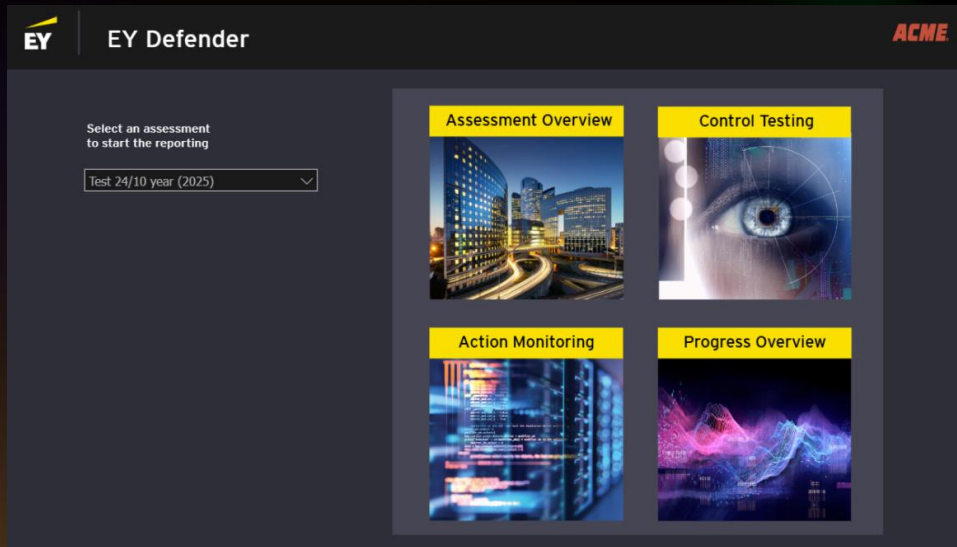 EY
EY Defender
ACME
Select an assessment
to start the reporting
Test 24/10 year (2025)
Assessment Overview
Control Testing
Action Monitoring
Progress Overview